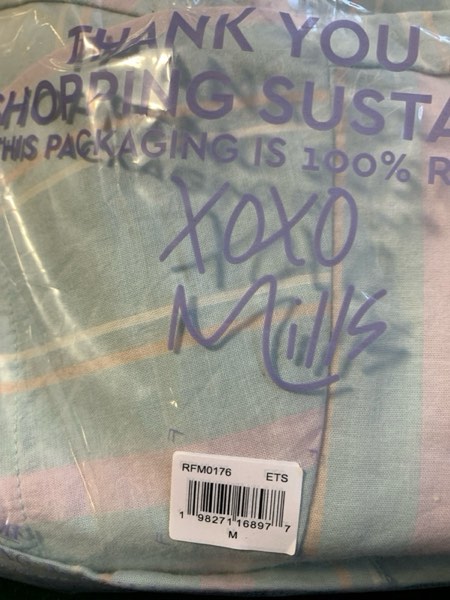 THANK YOU
SHOPPING SUSTA
THIS PACKAGING IS 100% R
XOXO
Mills
RFM0176 ETS
1 98271 16897 7
M